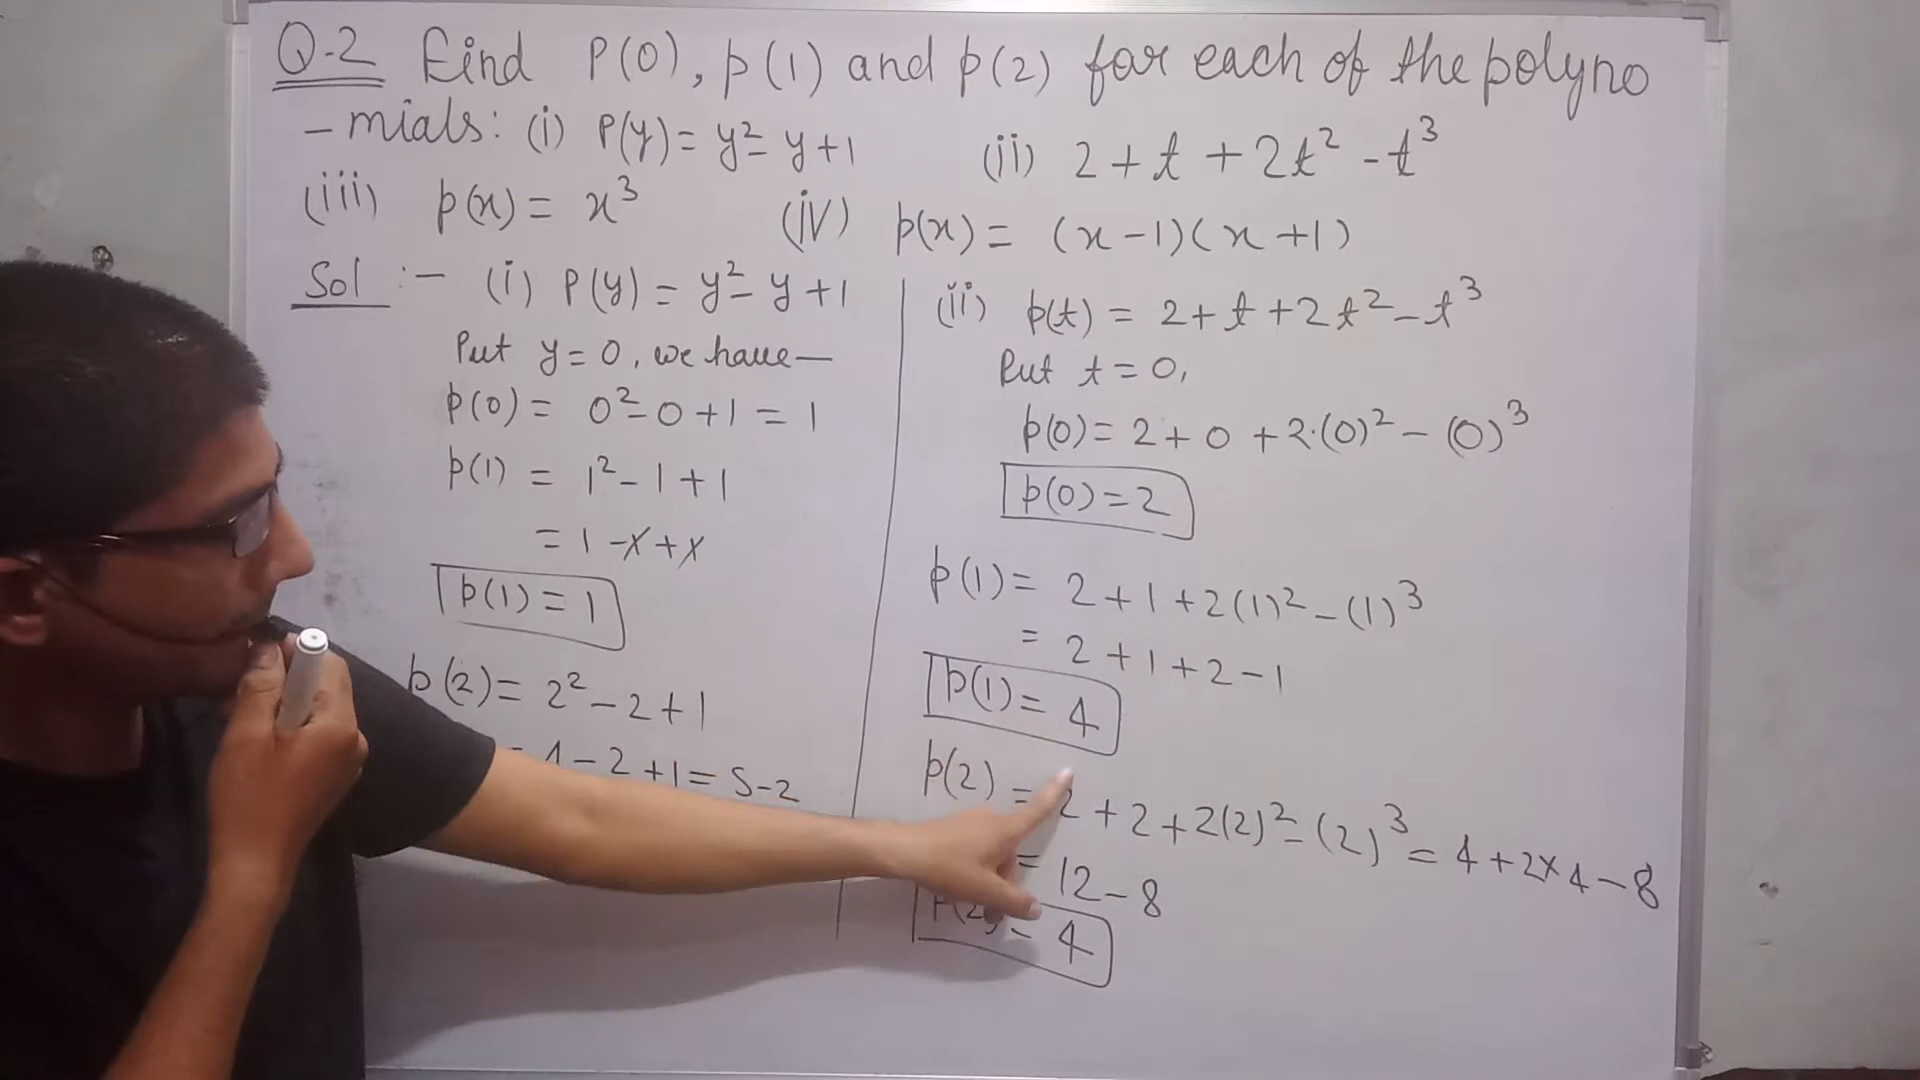 Q-2 Find P(0), p(1) and p(2) for each of the polyno
-mials: (i) P(y) = y² - y + 1 (ii) 2 + t + 2t² - t³
(iii) p(x) = x³ (iv) p(x) = (x - 1)(x + 1)
Sol :- (i) P(y) = y² - y + 1
Put y = 0, we have—
p(0) = 0² - 0 + 1 = 1
p(1) = 1² - 1 + 1
= 1 - 1 + 1
p(1) = 1
p(2) = 2² - 2 + 1
= 4 - 2 + 1 = 5 - 2
(ii) p(t) = 2 + t + 2t² - t³
Put t = 0,
p(0) = 2 + 0 + 2·(0)² - (0)³
p(0) = 2
p(1) = 2 + 1 + 2(1)² - (1)³
= 2 + 1 + 2 - 1
p(1) = 4
p(2) = 2 + 2 + 2(2)² - (2)³ = 4 + 2×4 - 8
= 12 - 8
P(2) = 4